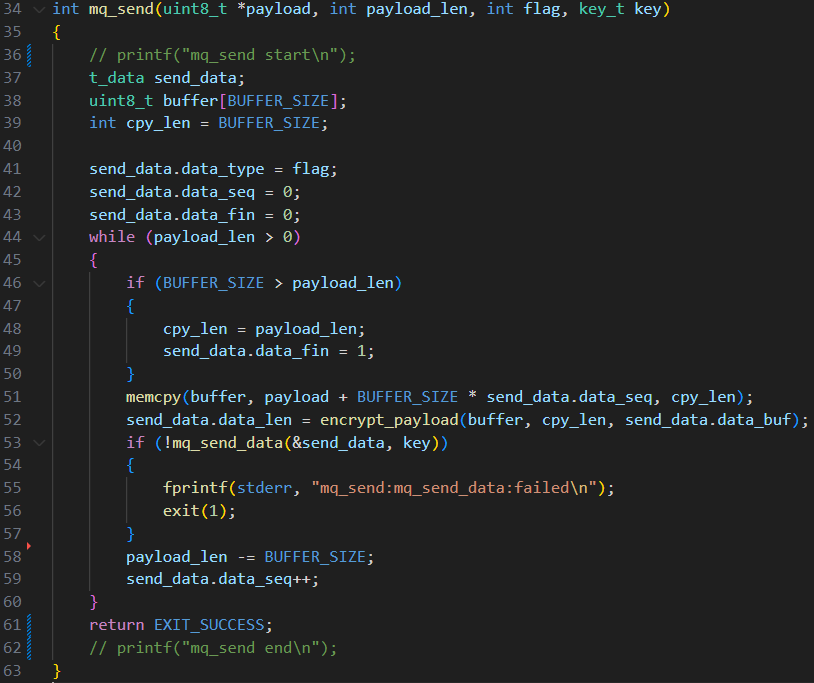 34 int mq_send(uint8_t *payload, int payload_len, int flag, key_t key)
35 {
36     // printf("mq_send start\n");
37     t_data send_data;
38     uint8_t buffer[BUFFER_SIZE];
39     int cpy_len = BUFFER_SIZE;
40
41     send_data.data_type = flag;
42     send_data.data_seq = 0;
43     send_data.data_fin = 0;
44     while (payload_len > 0)
45     {
46         if (BUFFER_SIZE > payload_len)
47         {
48             cpy_len = payload_len;
49             send_data.data_fin = 1;
50         }
51         memcpy(buffer, payload + BUFFER_SIZE * send_data.data_seq, cpy_len);
52         send_data.data_len = encrypt_payload(buffer, cpy_len, send_data.data_buf);
53         if (!mq_send_data(&send_data, key))
54         {
55             fprintf(stderr, "mq_send:mq_send_data:failed\n");
56             exit(1);
57         }
58         payload_len -= BUFFER_SIZE;
59         send_data.data_seq++;
60     }
61     return EXIT_SUCCESS;
62     // printf("mq_send end\n");
63 }